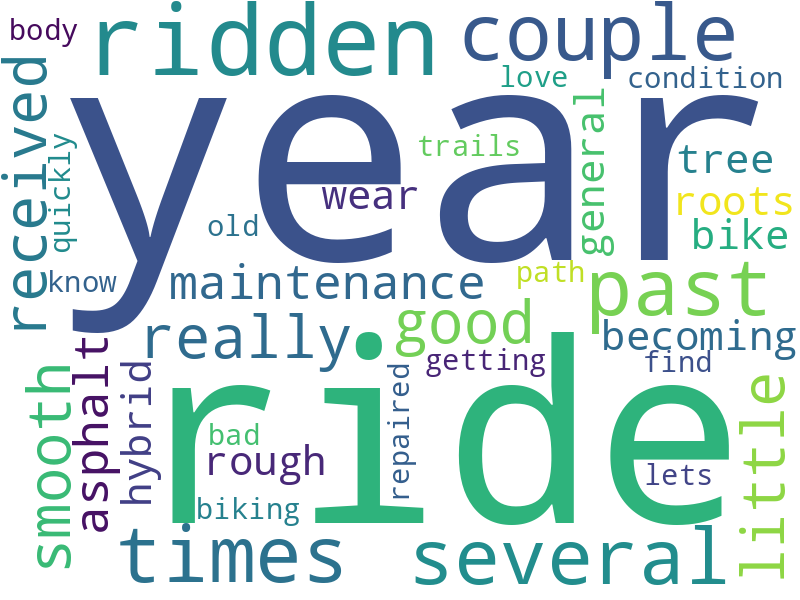 body
ridden
couple
year
received
quickly
love
condition
general
trails
tree
wear
roots
old
bike
know
maintenance
path
past
really
good
becoming
getting
find
smooth
asphalt
hybrid
ride
repaired
little
bad
rough
lets
biking
times
several